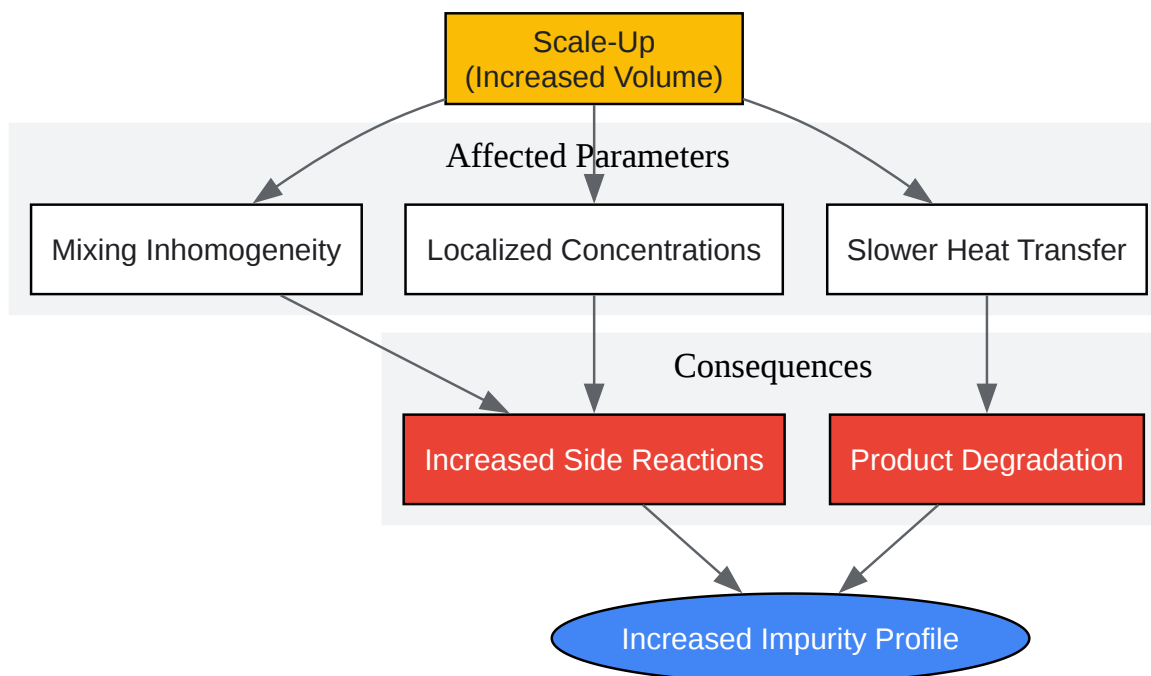 Scale-Up
(Increased Volume)
Affected Parameters
Mixing Inhomogeneity
Localized Concentrations
Slower Heat Transfer
Consequences
Increased Side Reactions
Product Degradation
Increased Impurity Profile